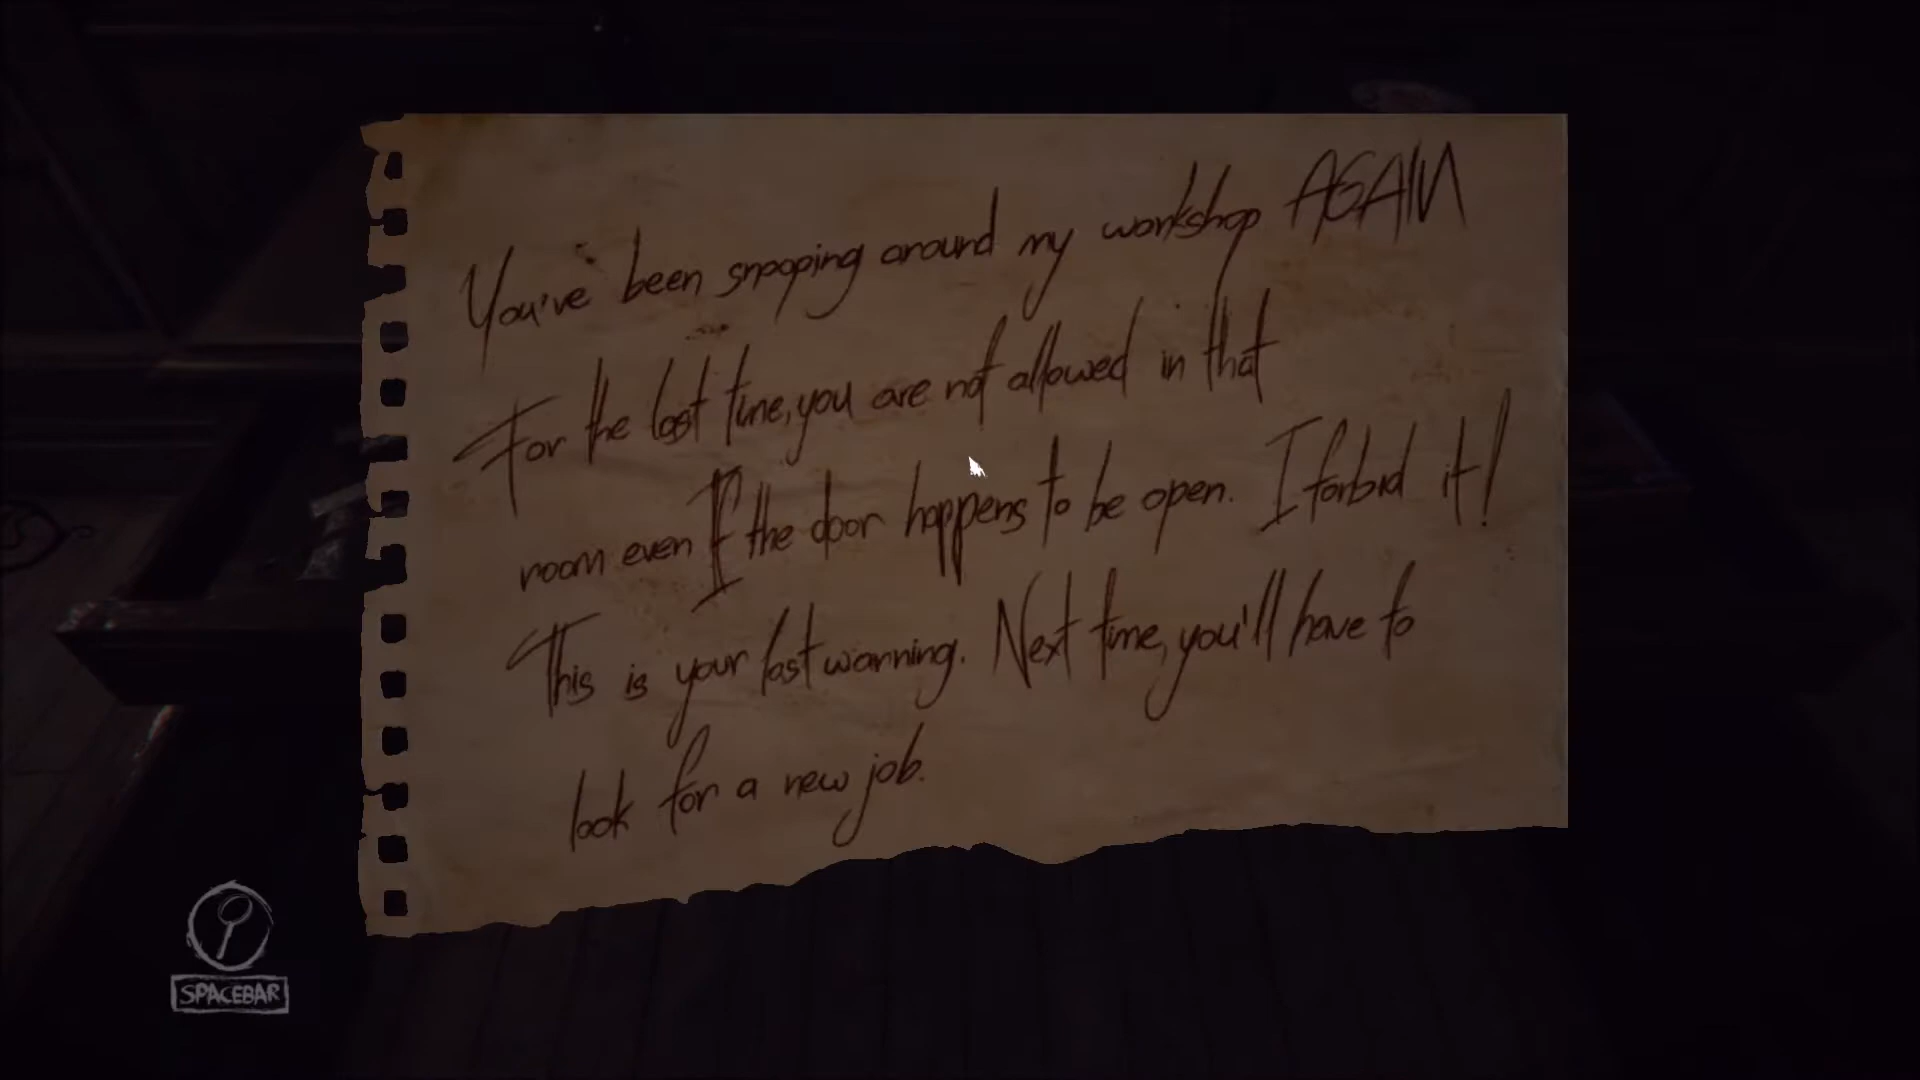 You've been snooping around my workshop AGAIN
For the last time, you are not allowed in that
room even If the door happens to be open. I forbid it!
This is your last warning. Next time, you'll have to
look for a new job.
SPACEBAR